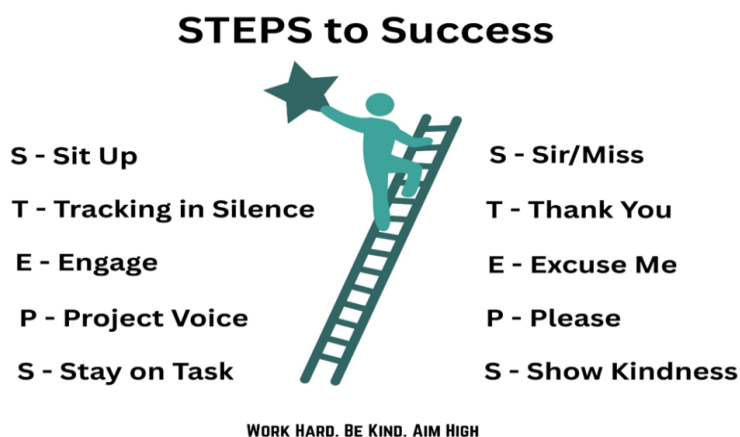 STEPS to Success
S - Sit Up
T - Tracking in Silence
E - Engage
P - Project Voice
S - Stay on Task
S - Sir/Miss
T - Thank You
E - Excuse Me
P - Please
S - Show Kindness
WORK HARD. BE KIND. AIM HIGH